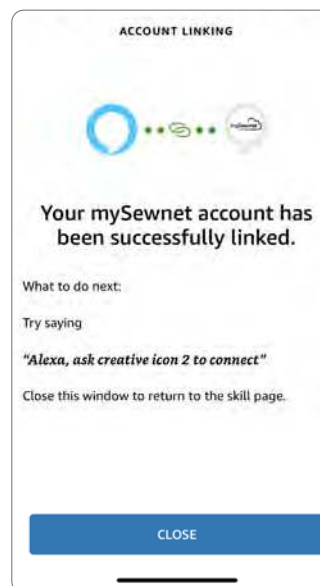 ACCOUNT LINKING
mySewnet
Your mySewnet account has
been successfully linked.
What to do next:
Try saying
"Alexa, ask creative icon 2 to connect"
Close this window to return to the skill page.
CLOSE